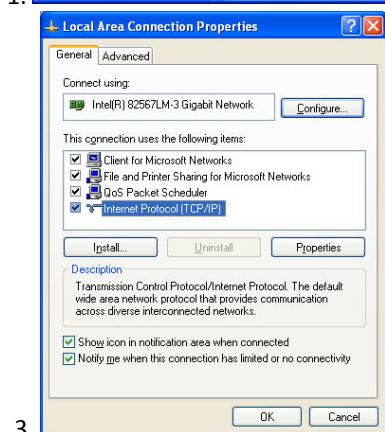 1.
Local Area Connection Properties
General Advanced
Connect using:
Intel(R) 82567LM-3 Gigabit Network Configure...
This connection uses the following items:
Client for Microsoft Networks
File and Printer Sharing for Microsoft Networks
QoS Packet Scheduler
Internet Protocol (TCP/IP)
Install... Uninstall Properties
Description
Transmission Control Protocol/Internet Protocol. The default
wide area network protocol that provides communication
across diverse interconnected networks.
Show icon in notification area when connected
Notify me when this connection has limited or no connectivity
OK Cancel
3.